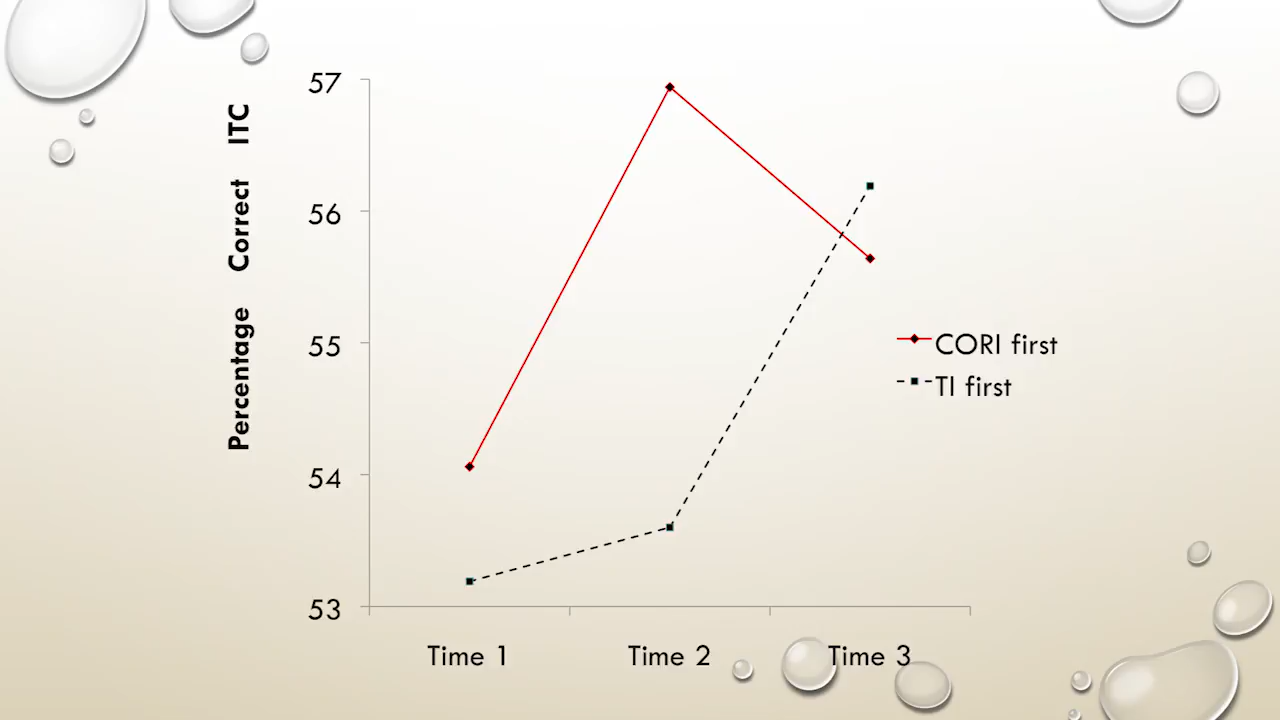 Percentage Correct ITC
57
56
55
54
53
Time 1
Time 2
Time 3
CORI first
TI first